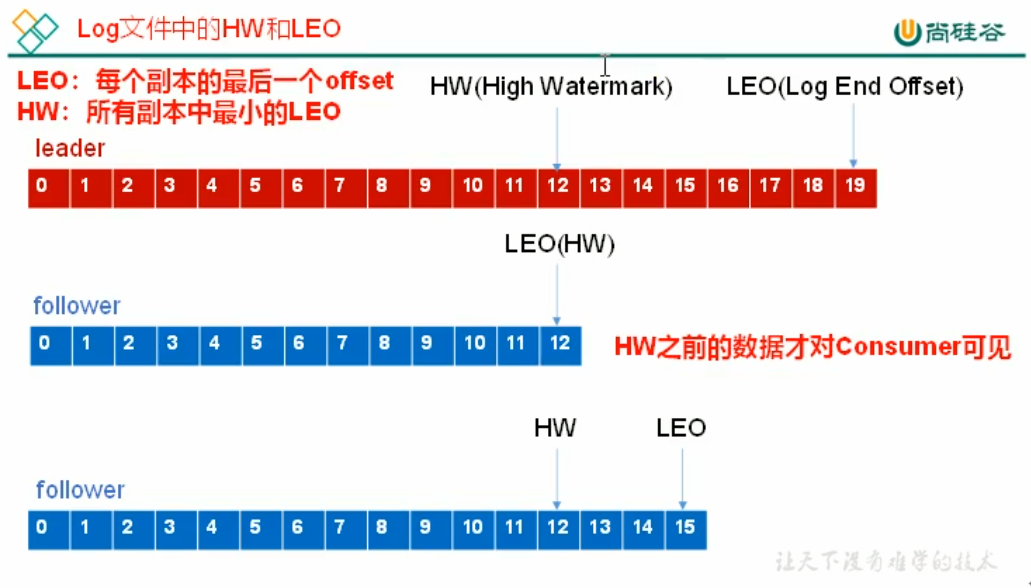 Log文件中的HW和LEO
尚硅谷
LEO：每个副本的最后一个offset
HW：所有副本中最小的LEO
HW(High Watermark)
LEO(Log End Offset)
leader
0 1 2 3 4 5 6 7 8 9 10 11 12 13 14 15 16 17 18 19
LEO(HW)
follower
0 1 2 3 4 5 6 7 8 9 10 11 12
HW之前的数据才对Consumer可见
HW
LEO
follower
0 1 2 3 4 5 6 7 8 9 10 11 12 13 14 15
让天下没有难学的技术